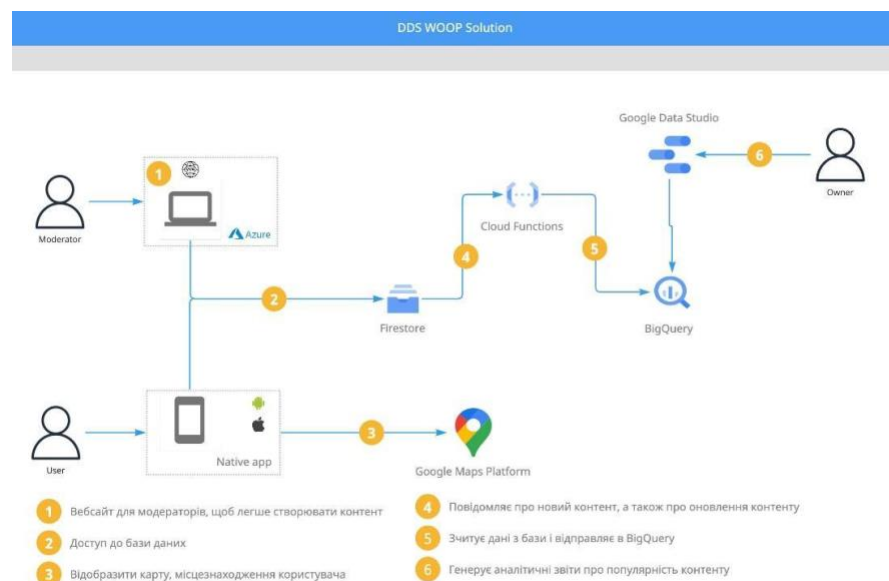 DDS WOOP Solution
Google Data Studio
6
Owner
1
Azure
Moderator
Cloud Functions
4
5
2
Firestore
BigQuery
3
Native app
User
Google Maps Platform
1 Вебсайт для модераторів, щоб легше створювати контент
2 Доступ до бази даних
3 Відобразити карту, місцезнаходження користувача
4 Повідомляє про новий контент, а також про оновлення контенту
5 Зчитує дані з бази і відправляє в BigQuery
6 Генерує аналітичні звіти про популярність контенту